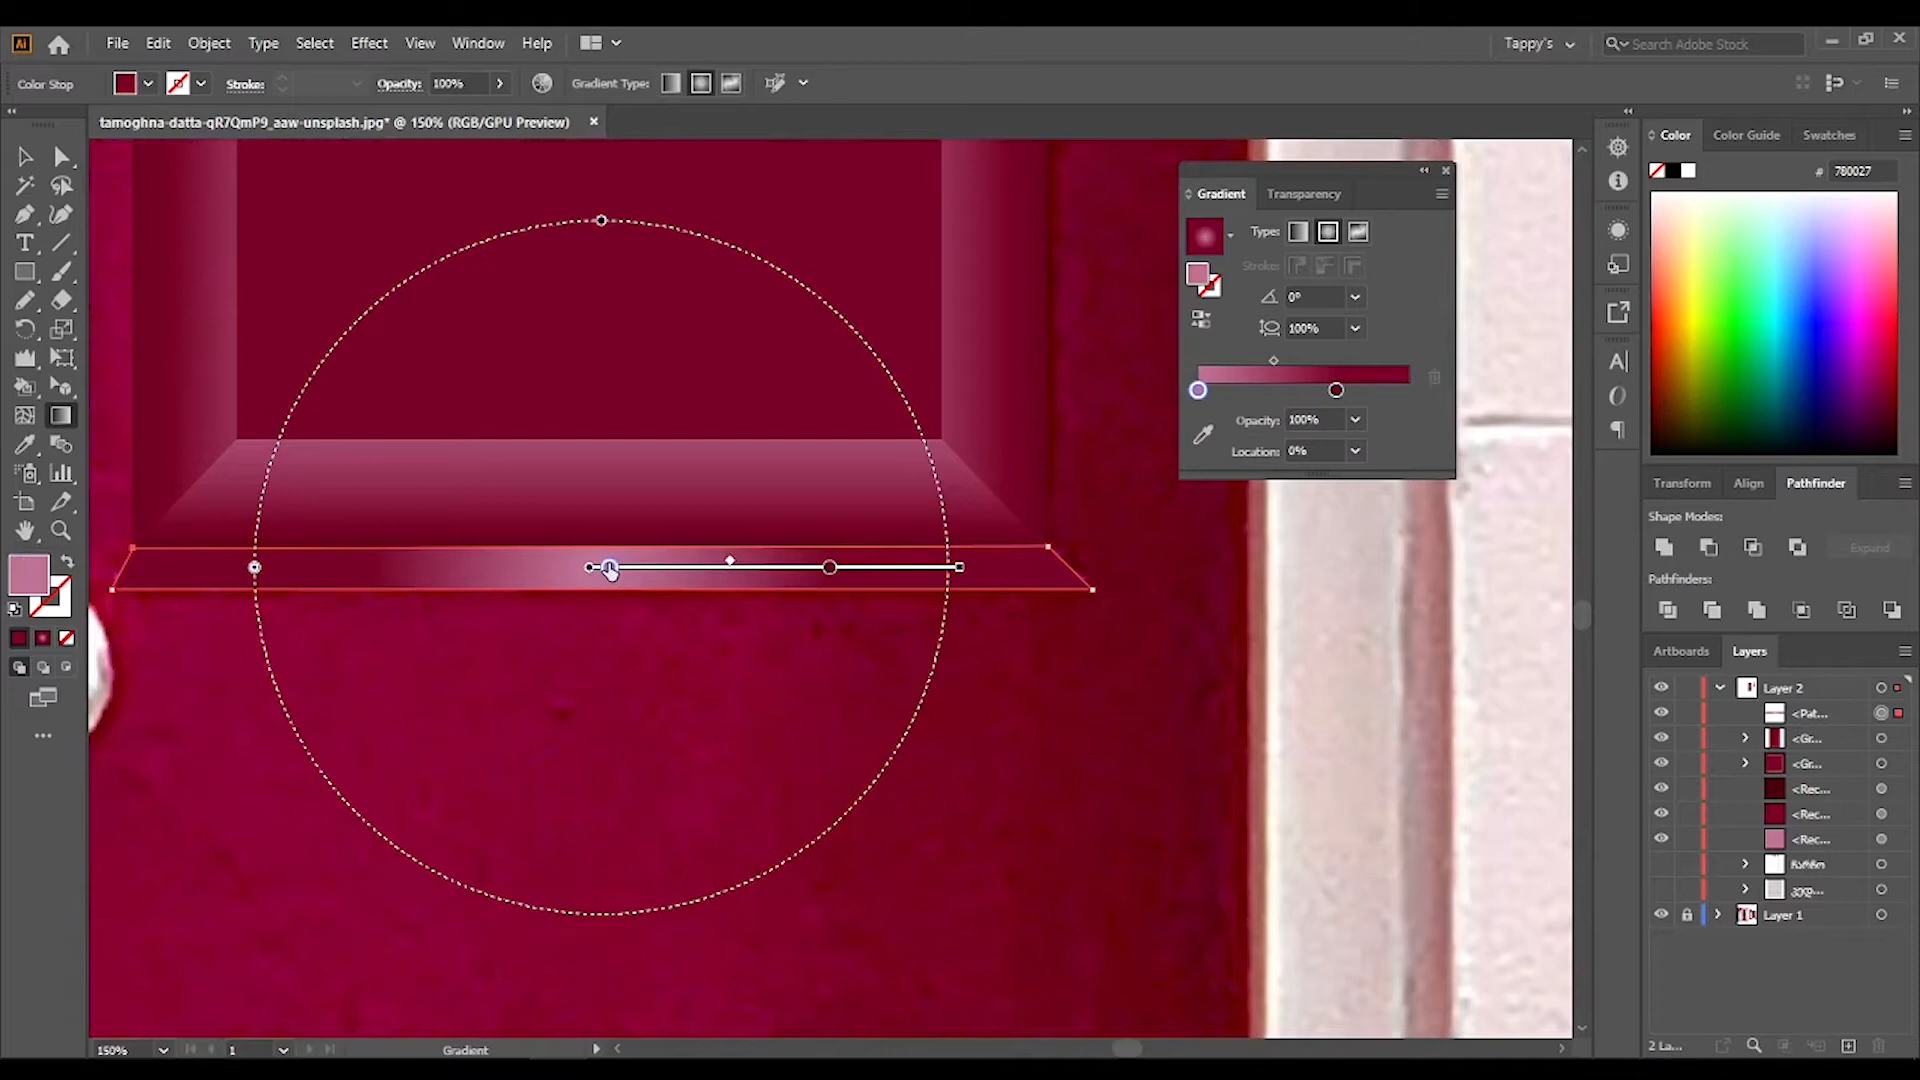 Ai File Edit Object Type Select Effect View Window Help Tappy's Search Adobe Stock
Color Stop Stroke: Opacity: 100% Gradient Type:
tamoghna-datta-qR7QmP9_aaw-unsplash.jpg* @ 150% (RGB/GPU Preview)
Color Color Guide Swatches
# 780027
Gradient Transparency
Type:
Stroke:
0°
100%
Opacity: 100%
Location: 0%
Transform Align Pathfinder
Shape Modes:
Expand
Pathfinders:
Artboards Layers
Layer 2
<Pat...
<Gr...
<Gr...
<Rec...
<Rec...
<Rec...
ჩარჩო
Layer 1
150% 1 Gradient 2 La...